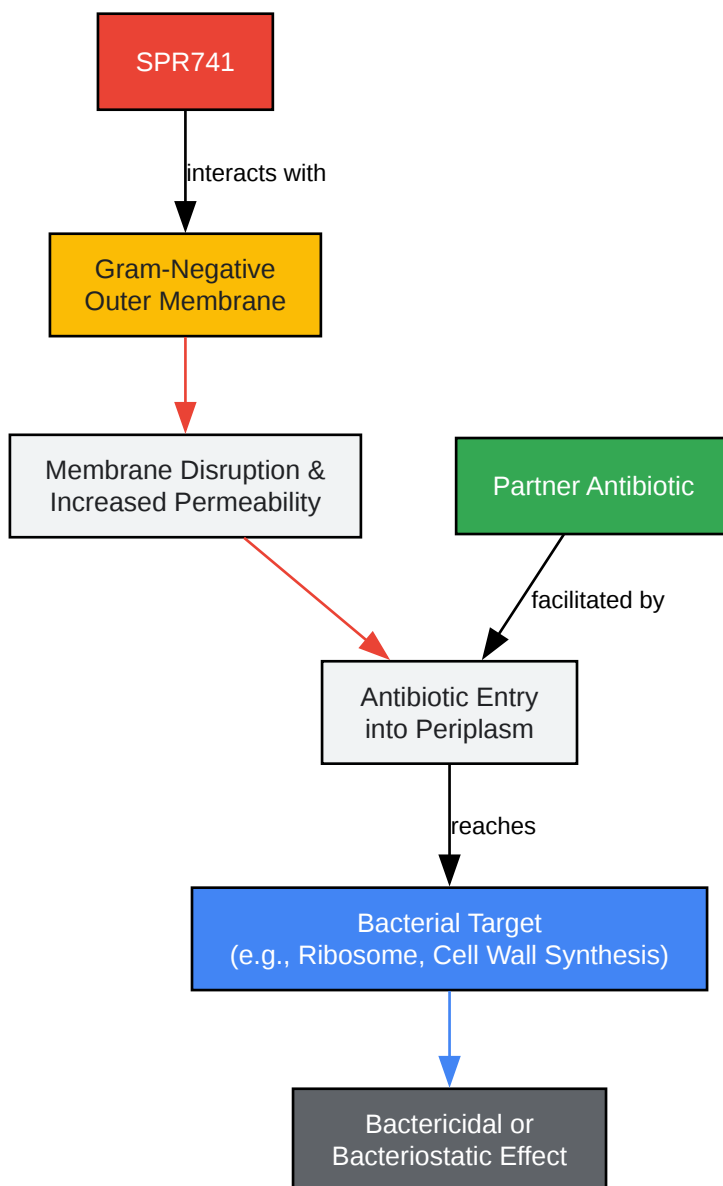 SPR741
interacts with
Gram-Negative
Outer Membrane
Membrane Disruption &
Increased Permeability
Partner Antibiotic
facilitated by
Antibiotic Entry
into Periplasm
reaches
Bacterial Target
(e.g., Ribosome, Cell Wall Synthesis)
Bactericidal or
Bacteriostatic Effect